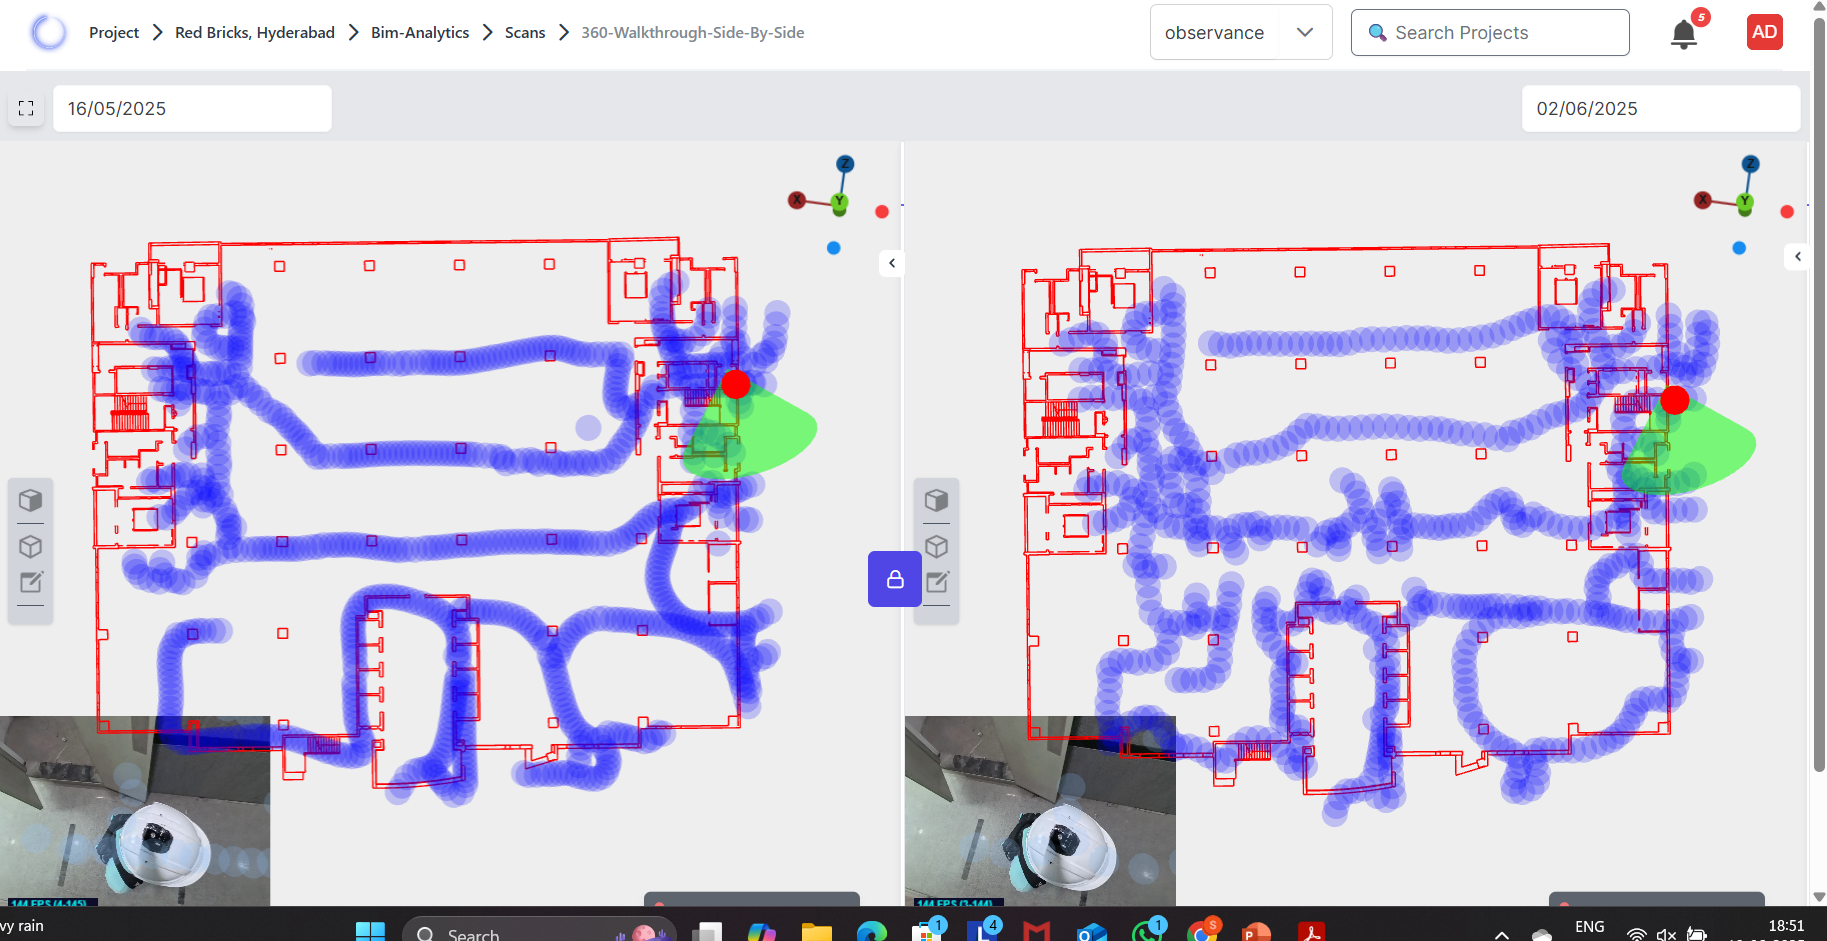 Project > Red Bricks, Hyderabad > Bim-Analytics > Scans > 360-Walkthrough-Side-By-Side
observance
Search Projects
5
AD
16/05/2025
02/06/2025
Z
X
Y
Z
X
Y
144 FPS (4-145)
144 FPS (3-144)
vy rain
Search
1
4
1
S
ENG
18:51